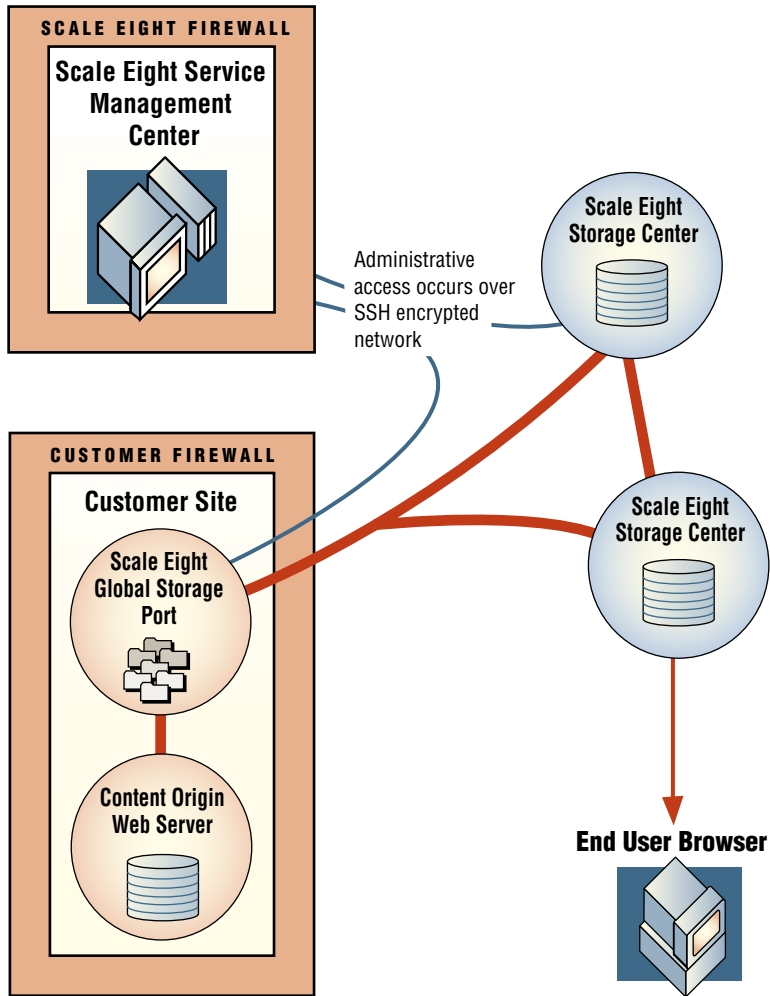 SCALE EIGHT FIREWALL
Scale Eight Service
Management
Center
Administrative
access occurs over
SSH encrypted
network
Scale Eight
Storage Center
CUSTOMER FIREWALL
Customer Site
Scale Eight
Global Storage
Port
Content Origin
Web Server
Scale Eight
Storage Center
End User Browser